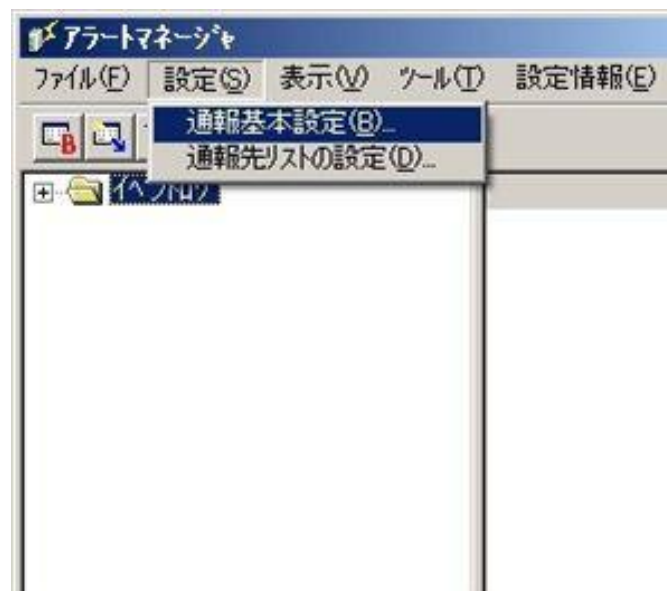 アラートマネージャ
ファイル(F) 設定(S) 表示(V) ツール(T) 設定情報(E)
通報基本設定(B)...
通報先リストの設定(D)...
イベントログ